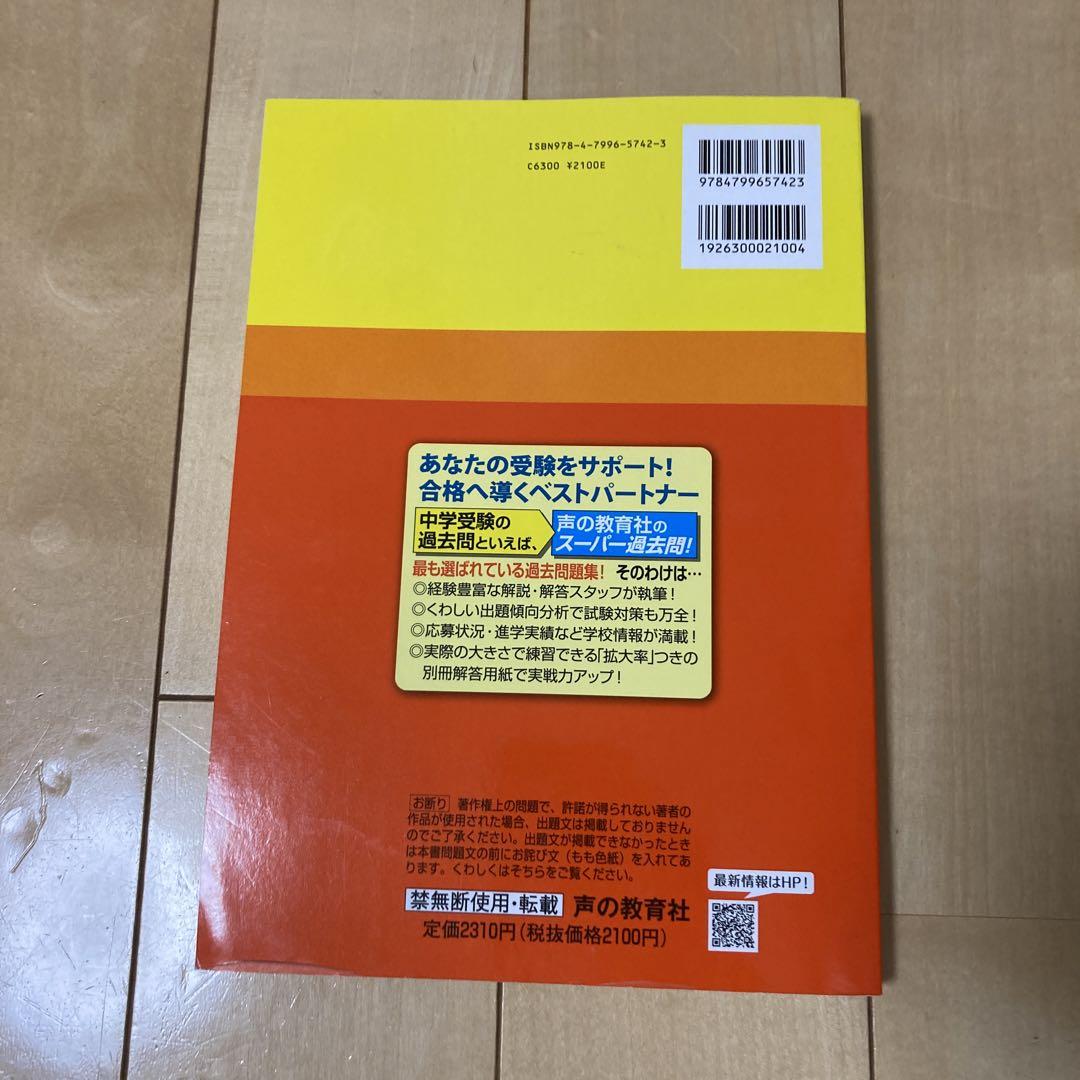 ISBN978-4-7996-5742-3
C6300 ¥2100E
9784799657423
1926300021004
あなたの受験をサポート!
合格へ導くベストパートナー
中学受験の
過去問といえば、
声の教育社の
スーパー過去問!
最も選ばれている過去問題集! そのわけは…
◎経験豊富な解説・解答スタッフが執筆!
◎くわしい出題傾向分析で試験対策も万全!
◎応募状況・進学実績など学校情報が満載!
◎実際の大きさで練習できる「拡大率」つきの
別冊解答用紙で実戦力アップ!
お断り 著作権上の問題で、許諾が得られない著者の
作品が使用された場合、出題文は掲載しておりません
のでご了承ください。出題文が掲載できなかったとき
は本書問題文の前にお詫び文(もも色紙)を入れてあ
ります。くわしくはそちらをご覧ください。
最新情報はHP!
禁無断使用・転載 声の教育社
定価2310円(税抜価格2100円)